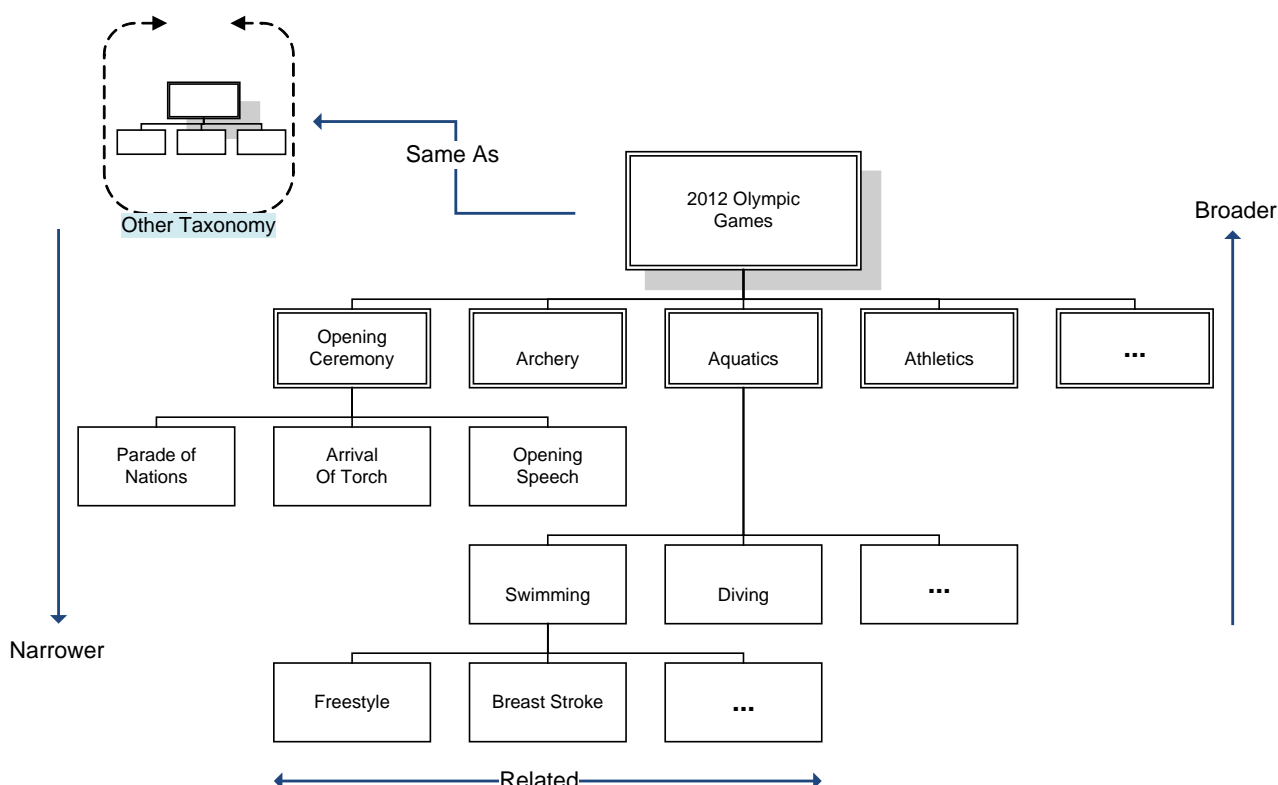 Same As
Other Taxonomy
2012 Olympic
Games
Broader
Opening
Ceremony
Archery
Aquatics
Athletics
...
Parade of
Nations
Arrival
Of Torch
Opening
Speech
Swimming
Diving
...
Narrower
Freestyle
Breast Stroke
...
Related